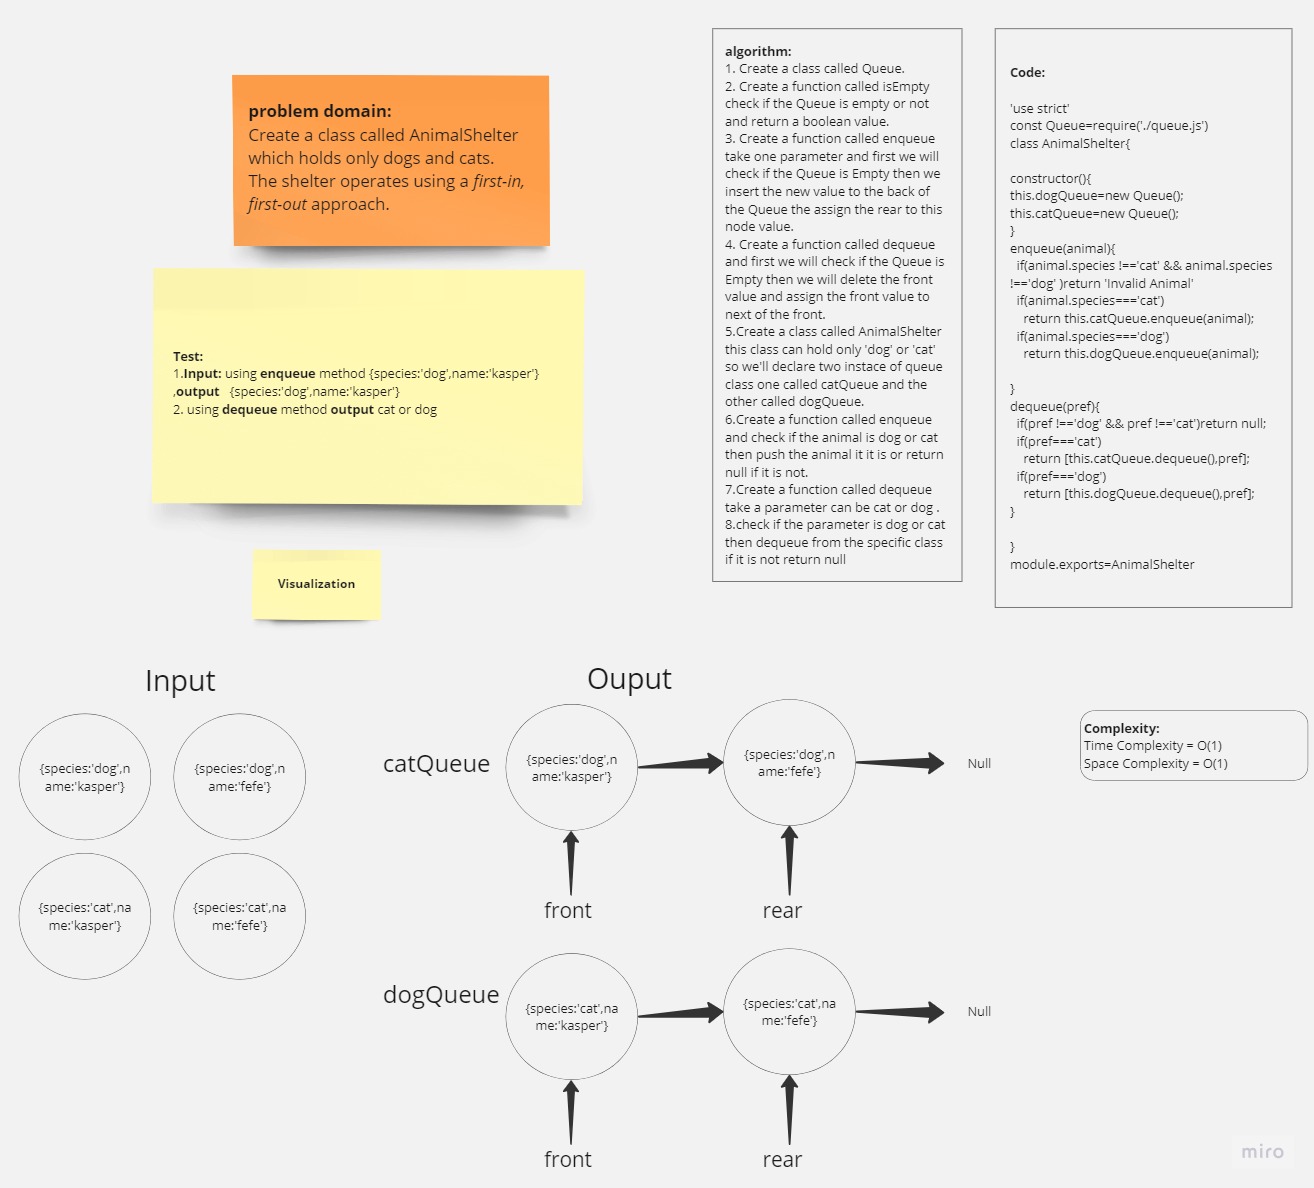 problem domain:
Create a class called AnimalShelter
which holds only dogs and cats.
The shelter operates using a first-in,
first-out approach.
Test:
1.Input: using enqueue method {species:'dog',name:'kasper'}
,output {species:'dog',name:'kasper'}
2. using dequeue method output cat or dog
Visualization
algorithm:
1. Create a class called Queue.
2. Create a function called isEmpty
check if the Queue is empty or not
and return a boolean value.
3. Create a function called enqueue
take one parameter and first we will
check if the Queue is Empty then we
insert the new value to the back of
the Queue the assign the rear to this
node value.
4. Create a function called dequeue
and first we will check if the Queue is
Empty then we will delete the front
value and assign the front value to
next of the front.
5.Create a class called AnimalShelter
this class can hold only 'dog' or 'cat'
so we'll declare two instace of queue
class one called catQueue and the
other called dogQueue.
6.Create a function called enqueue
and check if the animal is dog or cat
then push the animal it it is or return
null if it is not.
7.Create a function called dequeue
take a parameter can be cat or dog .
8.check if the parameter is dog or cat
then dequeue from the specific class
if it is not return null
Code:
'use strict'
const Queue=require('./queue.js')
class AnimalShelter{
constructor(){
this.dogQueue=new Queue();
this.catQueue=new Queue();
}
enqueue(animal){
if(animal.species !=='cat' && animal.species
!=='dog' )return 'Invalid Animal'
if(animal.species==='cat')
return this.catQueue.enqueue(animal);
if(animal.species==='dog')
return this.dogQueue.enqueue(animal);
}
dequeue(pref){
if(pref !=='dog' && pref !=='cat')return null;
if(pref==='cat')
return [this.catQueue.dequeue(),pref];
if(pref==='dog')
return [this.dogQueue.dequeue(),pref];
}
}
module.exports=AnimalShelter
Input
{species:'dog',n
ame:'kasper'}
{species:'dog',n
ame:'fefe'}
{species:'cat',na
me:'kasper'}
{species:'cat',na
me:'fefe'}
Ouput
catQueue
{species:'dog',n
ame:'kasper'}
{species:'dog',n
ame:'fefe'}
Null
front
rear
dogQueue
{species:'cat',na
me:'kasper'}
{species:'cat',na
me:'fefe'}
Null
front
rear
Complexity:
Time Complexity = O(1)
Space Complexity = O(1)
miro